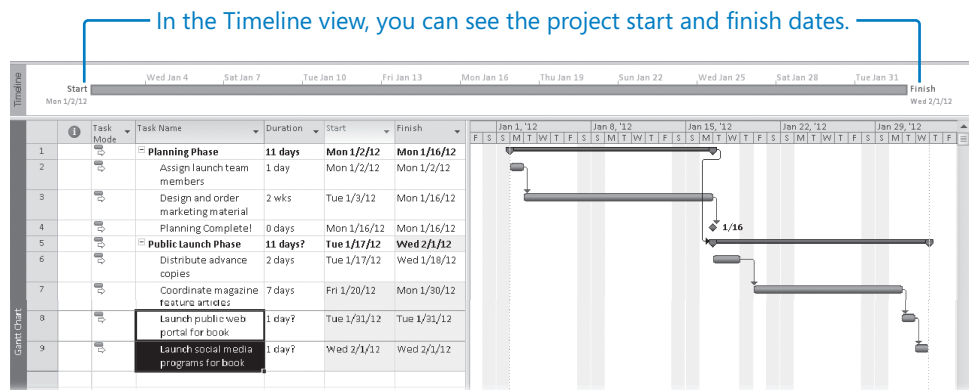 In the Timeline view, you can see the project start and finish dates.
Timeline
Wed Jan 4 Sat Jan 7 Tue Jan 10 Fri Jan 13 Mon Jan 16 Thu Jan 19 Sun Jan 22 Wed Jan 25 Sat Jan 28 Tue Jan 31
Start Finish
Mon 1/2/12 Wed 2/1/12
Task Mode Task Name Duration Start Finish
Jan 1, '12 Jan 8, '12 Jan 15, '12 Jan 22, '12 Jan 29, '12
F S S M T W T F S S M T W T F S S M T W T F S S M T W T F S S M T W T F
1 Planning Phase 11 days Mon 1/2/12 Mon 1/16/12
2 Assign launch team members 1 day Mon 1/2/12 Mon 1/2/12
3 Design and order marketing material 2 wks Tue 1/3/12 Mon 1/16/12
4 Planning Complete! 0 days Mon 1/16/12 Mon 1/16/12
1/16
5 Public Launch Phase 11 days? Tue 1/17/12 Wed 2/1/12
6 Distribute advance copies 2 days Tue 1/17/12 Wed 1/18/12
7 Coordinate magazine feature articles 7 days Fri 1/20/12 Mon 1/30/12
8 Launch public web portal for book 1 day? Tue 1/31/12 Tue 1/31/12
9 Launch social media programs for book 1 day? Wed 2/1/12 Wed 2/1/12
Gantt Chart